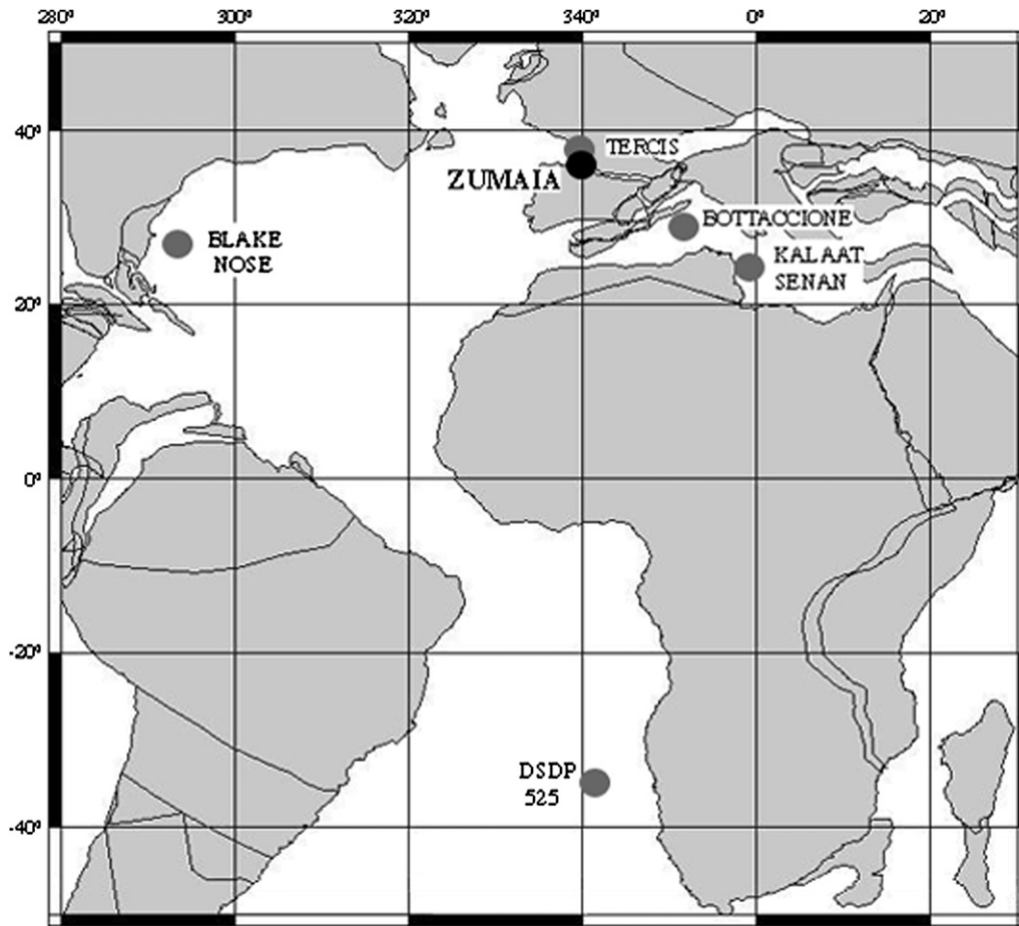 280º 300º 320º 340º 0º 20º
40º
TERCIS
ZUMAIA
BOTTACCIONE
BLAKE
NOSE
KALAAT
SENAN
20º
0º
-20º
DSDP
525
-40º